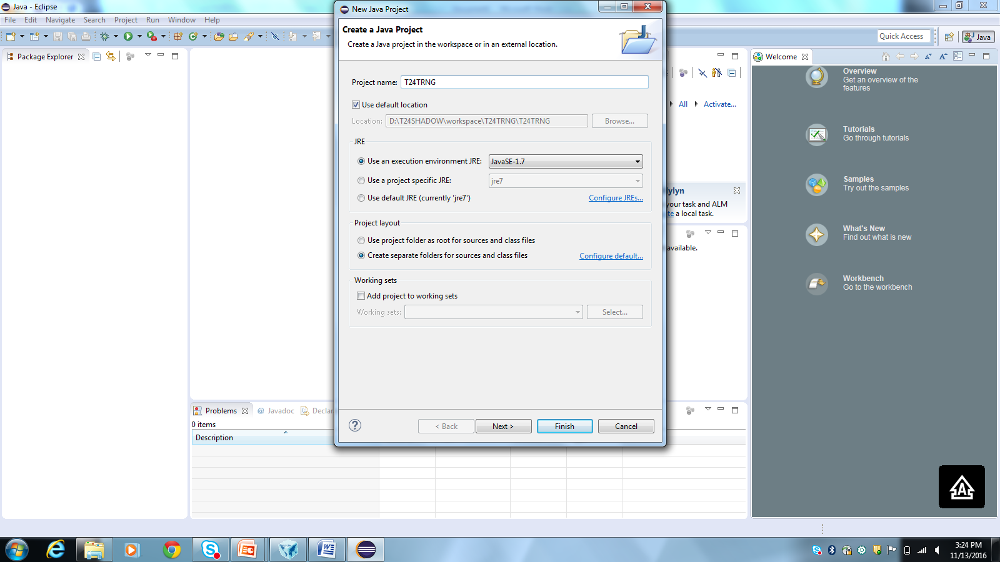 Java - Eclipse
File Edit Navigate Search Project Run Window Help
Quick Access
Java
Package Explorer
New Java Project
Create a Java Project
Create a Java project in the workspace or in an external location.
Project name: T24TRNG
Use default location
Location: D:\T24SHADOW\workspace\T24TRNG\T24TRNG Browse...
JRE
Use an execution environment JRE: JavaSE-1.7
Use a project specific JRE: jre7
Use default JRE (currently 'jre7') Configure JREs...
Project layout
Use project folder as root for sources and class files
Create separate folders for sources and class files Configure default...
Working sets
Add project to working sets
Working sets: Select...
? < Back Next > Finish Cancel
All Activate...
lylyn
your task and ALM
te a local task.
available.
Welcome
Overview
Get an overview of the
features
Tutorials
Go through tutorials
Samples
Try out the samples
What's New
Find out what is new
Workbench
Go to the workbench
A
Problems @ Javadoc Declar
0 items
Description
3:24 PM
11/13/2016